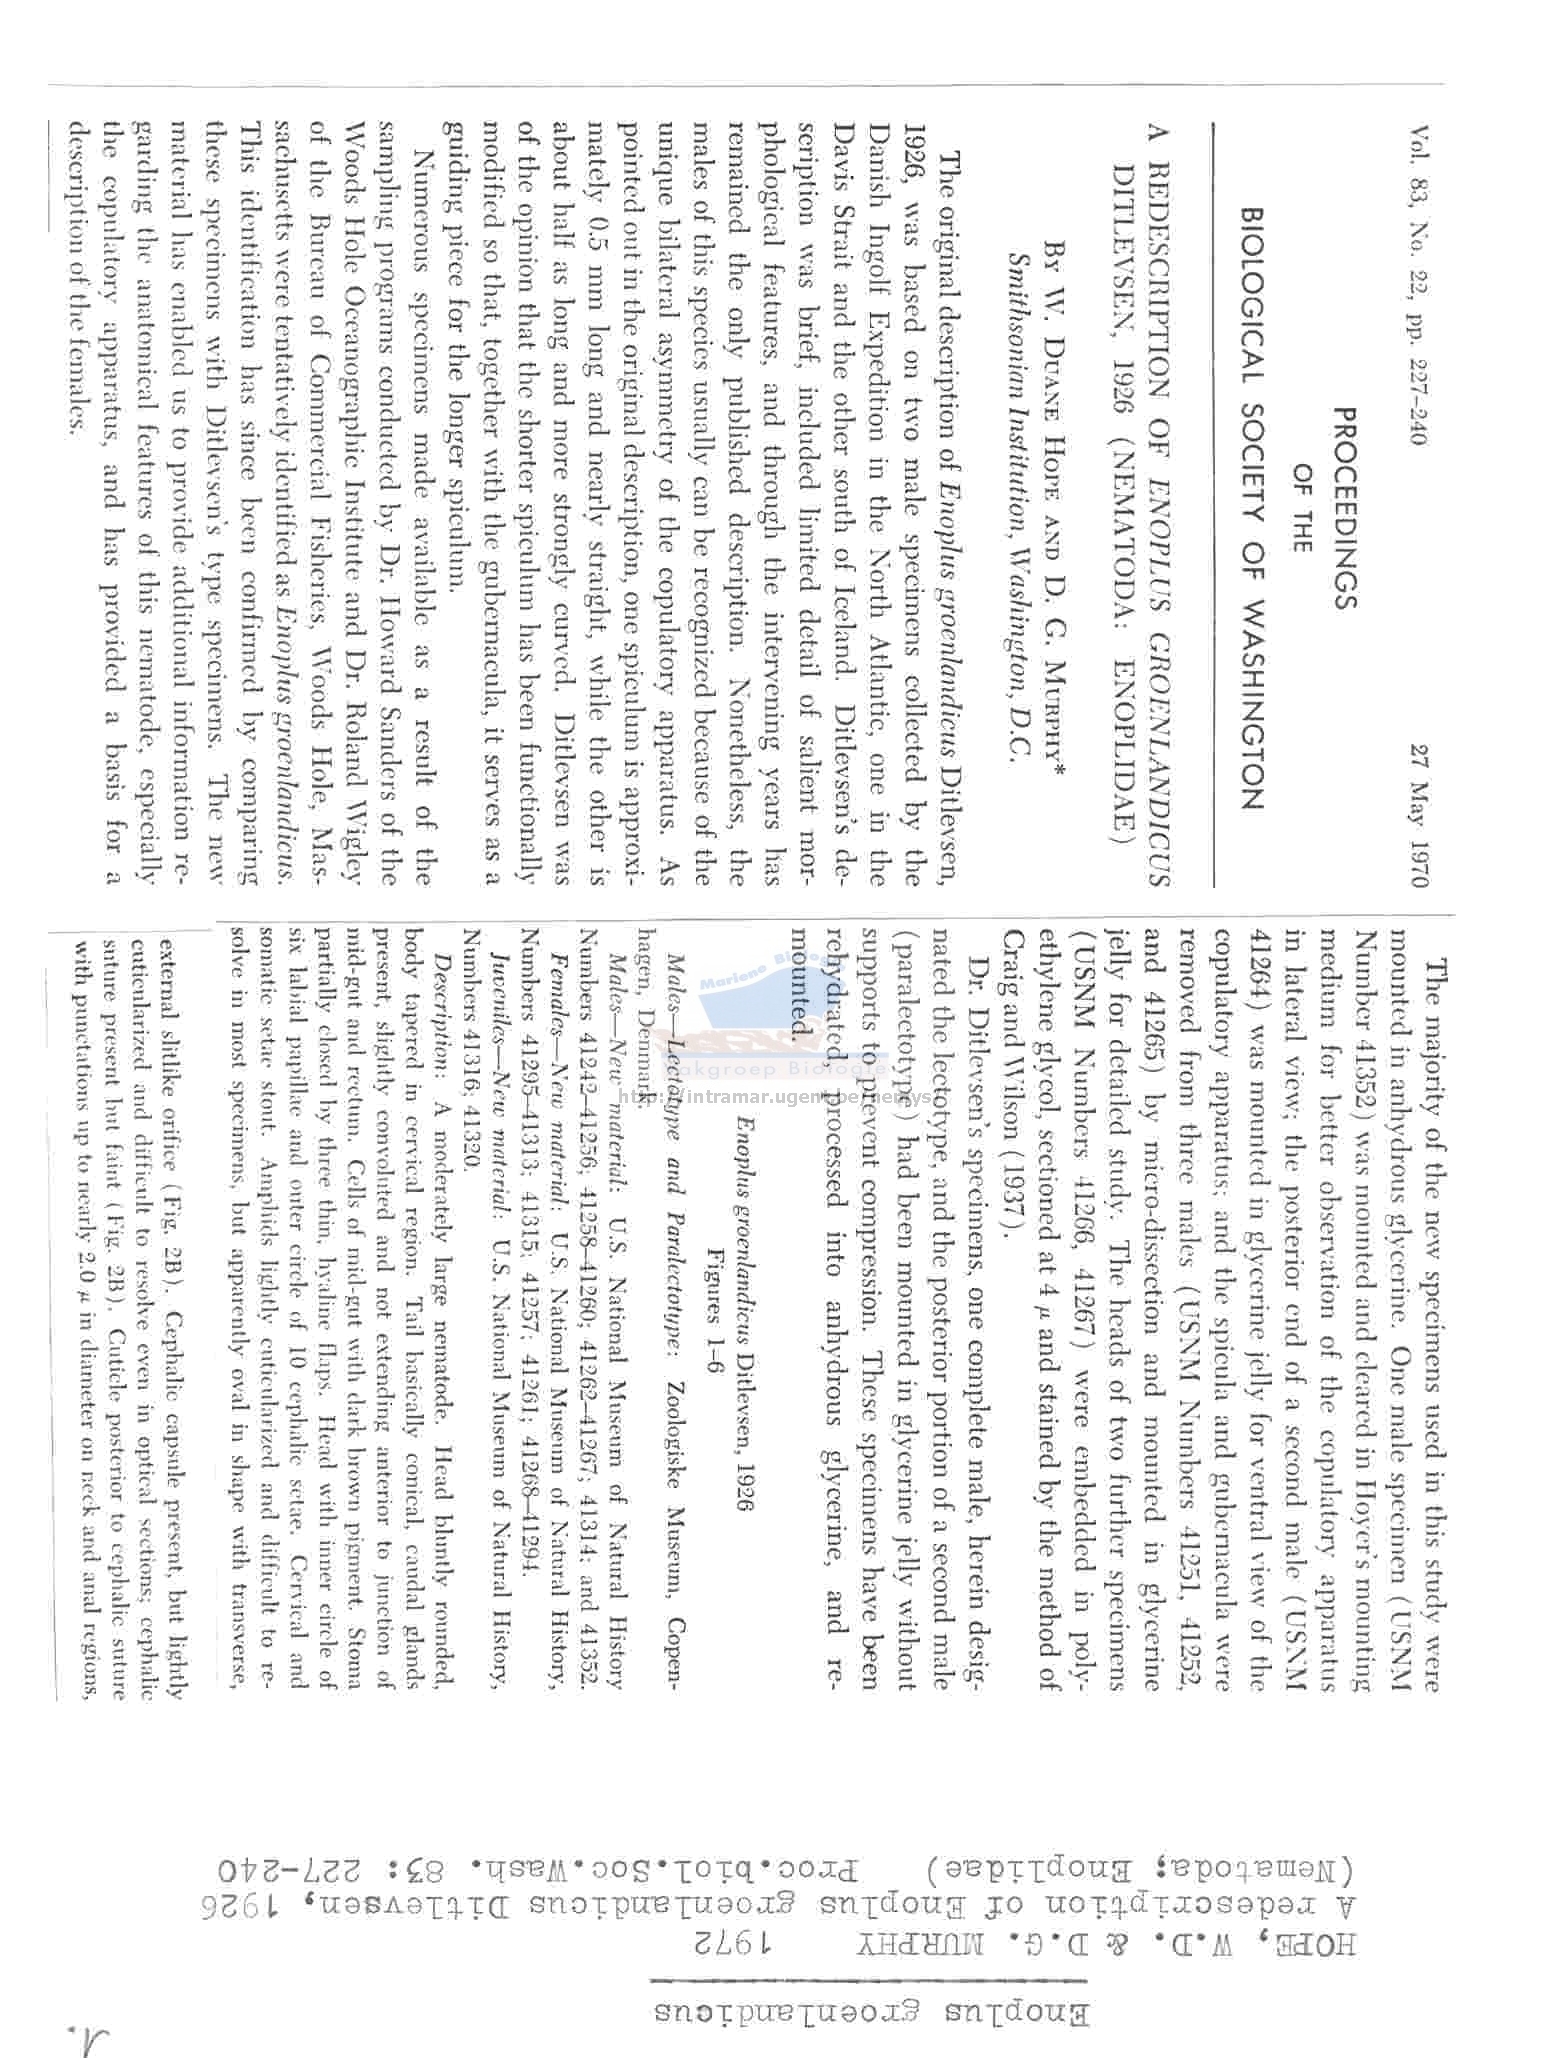 Vol. 83, No. 22, pp. 227–240 27 May 1970
PROCEEDINGS
OF THE
BIOLOGICAL SOCIETY OF WASHINGTON
A REDESCRIPTION OF ENOPLUS GROENLANDICUS
DITLEVSEN, 1926 (NEMATODA: ENOPLIDAE)
By W. Duane Hope and D. G. Murphy*
Smithsonian Institution, Washington, D.C.
The original description of Enoplus groenlandicus Ditlevsen,
1926, was based on two male specimens collected by the
Danish Ingolf Expedition in the North Atlantic, one in the
Davis Strait and the other south of Iceland. Ditlevsen's de-
scription was brief, included limited detail of salient mor-
phological features, and through the intervening years has
remained the only published description. Nonetheless, the
males of this species usually can be recognized because of the
unique bilateral asymmetry of the copulatory apparatus. As
pointed out in the original description, one spiculum is approxi-
mately 0.5 mm long and nearly straight, while the other is
about half as long and more strongly curved. Ditlevsen was
of the opinion that the shorter spiculum has been functionally
modified so that, together with the gubernacula, it serves as a
guiding piece for the longer spiculum.
Numerous specimens made available as a result of the
sampling programs conducted by Dr. Howard Sanders of the
Woods Hole Oceanographic Institute and Dr. Roland Wigley
of the Bureau of Commercial Fisheries, Woods Hole, Mas-
sachusetts were tentatively identified as Enoplus groenlandicus.
This identification has since been confirmed by comparing
these specimens with Ditlevsen's type specimens. The new
material has enabled us to provide additional information re-
garding the anatomical features of this nematode, especially
the copulatory apparatus, and has provided a basis for a
description of the females.
The majority of the new specimens used in this study were
mounted in anhydrous glycerine. One male specimen (USNM
Number 41352) was mounted and cleared in Hoyer's mounting
medium for better observation of the copulatory apparatus
in lateral view; the posterior end of a second male (USNM
41264) was mounted in glycerine jelly for ventral view of the
copulatory apparatus; and the spicula and gubernacula were
removed from three males (USNM Numbers 41251, 41252,
and 41265) by micro-dissection and mounted in glycerine
jelly for detailed study. The heads of two further specimens
(USNM Numbers 41266, 41267) were embedded in poly-
ethylene glycol, sectioned at 4 μ and stained by the method of
Craig and Wilson (1937).
Dr. Ditlevsen's specimens, one complete male, herein desig-
nated the lectotype, and the posterior portion of a second male
(paralectotype) had been mounted in glycerine jelly without
supports to prevent compression. These specimens have been
rehydrated, processed into anhydrous glycerine, and re-
mounted.
Enoplus groenlandicus Ditlevsen, 1926
Figures 1–6
Males—Lectotype and Paralectotype: Zoologiske Museum, Copen-
hagen, Denmark.
Males—New material: U.S. National Museum of Natural History
Numbers 41242–41256; 41258–41260; 41262–41267; 41314; and 41352.
Females—New material: U.S. National Museum of Natural History,
Numbers 41295–41313; 41315; 41257; 41261; 41268–41294.
Juveniles—New material: U.S. National Museum of Natural History,
Numbers 41316; 41320.
Description: A moderately large nematode. Head bluntly rounded,
body tapered in cervical region. Tail basically conical, caudal glands
present, slightly convoluted and not extending anterior to junction of
mid-gut and rectum. Cells of mid-gut with dark brown pigment. Stoma
partially closed by three thin, hyaline flaps. Head with inner circle of
six labial papillae and outer circle of 10 cephalic setae. Cervical and
somatic setae stout. Amphids lightly cuticularized and difficult to re-
solve in most specimens, but apparently oval in shape with transverse,
external slitlike orifice (Fig. 2B). Cephalic capsule present, but lightly
cuticularized and difficult to resolve even in optical sections; cephalic
suture present but faint (Fig. 2B). Cuticle posterior to cephalic suture
with punctations up to nearly 2.0 μ in diameter on neck and anal regions,
Mariene Biologie
Vakgroep Biologie
http://intramar.ugent.be/nemys
Enoplus groenlandicus
HOPE, W.D. & D.G. MURPHY 1972
A redescription of Enoplus groenlandicus Ditlevsen, 1926
(Nematoda; Enoplidae) Proc.biol.Soc.Wash. 83: 227-240